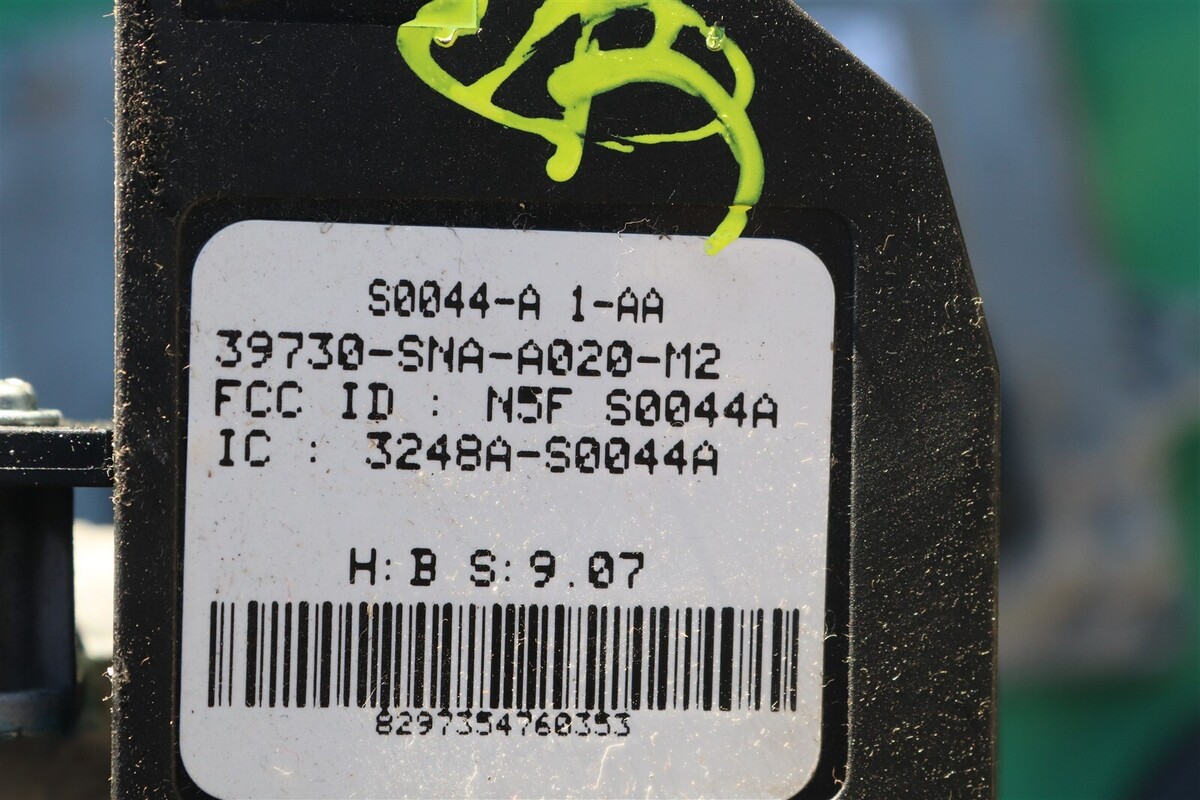 S0044-A 1-AA
39730-SNA-A020-M2
FCC ID : N5F S0044A
IC : 3248A-S0044A
H:B S:9.07
8297354760353